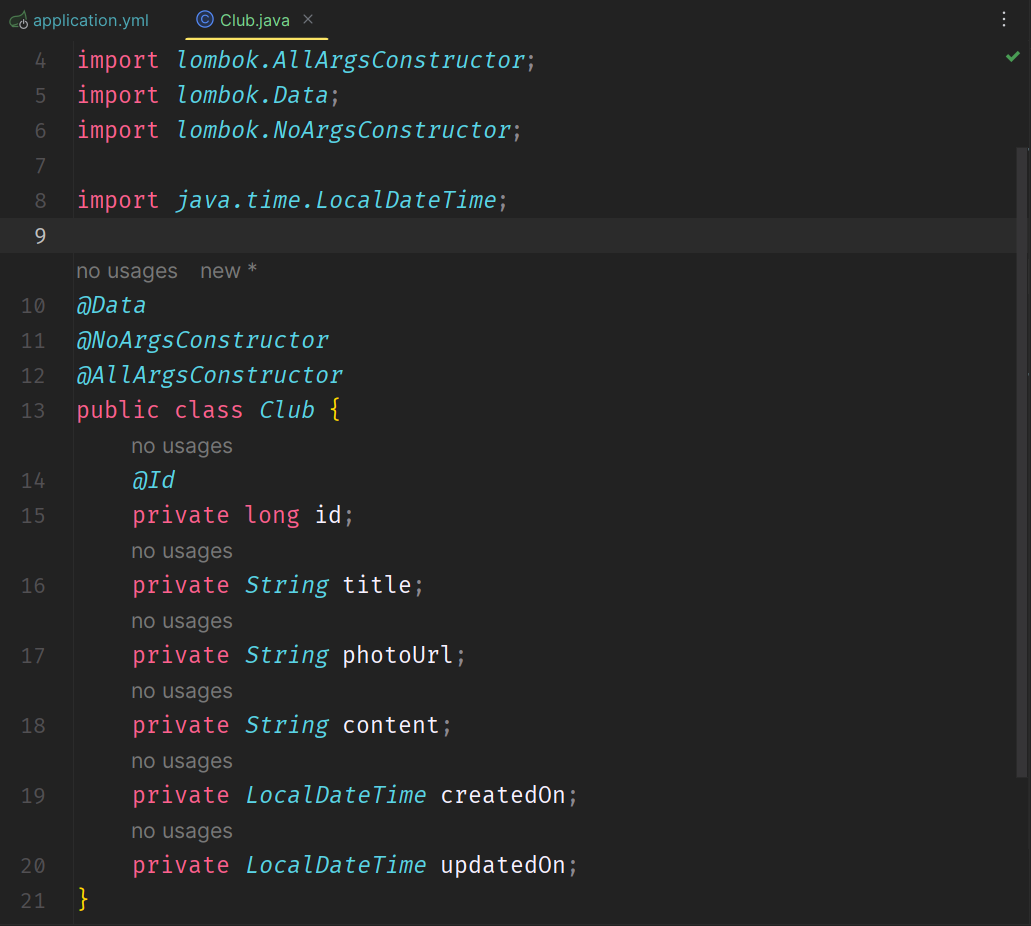 application.yml Club.java
4 import lombok.AllArgsConstructor;
5 import lombok.Data;
6 import lombok.NoArgsConstructor;
7
8 import java.time.LocalDateTime;
9
no usages new *
10 @Data
11 @NoArgsConstructor
12 @AllArgsConstructor
13 public class Club {
no usages
14 @Id
15 private long id;
no usages
16 private String title;
no usages
17 private String photoUrl;
no usages
18 private String content;
no usages
19 private LocalDateTime createdOn;
no usages
20 private LocalDateTime updatedOn;
21 }